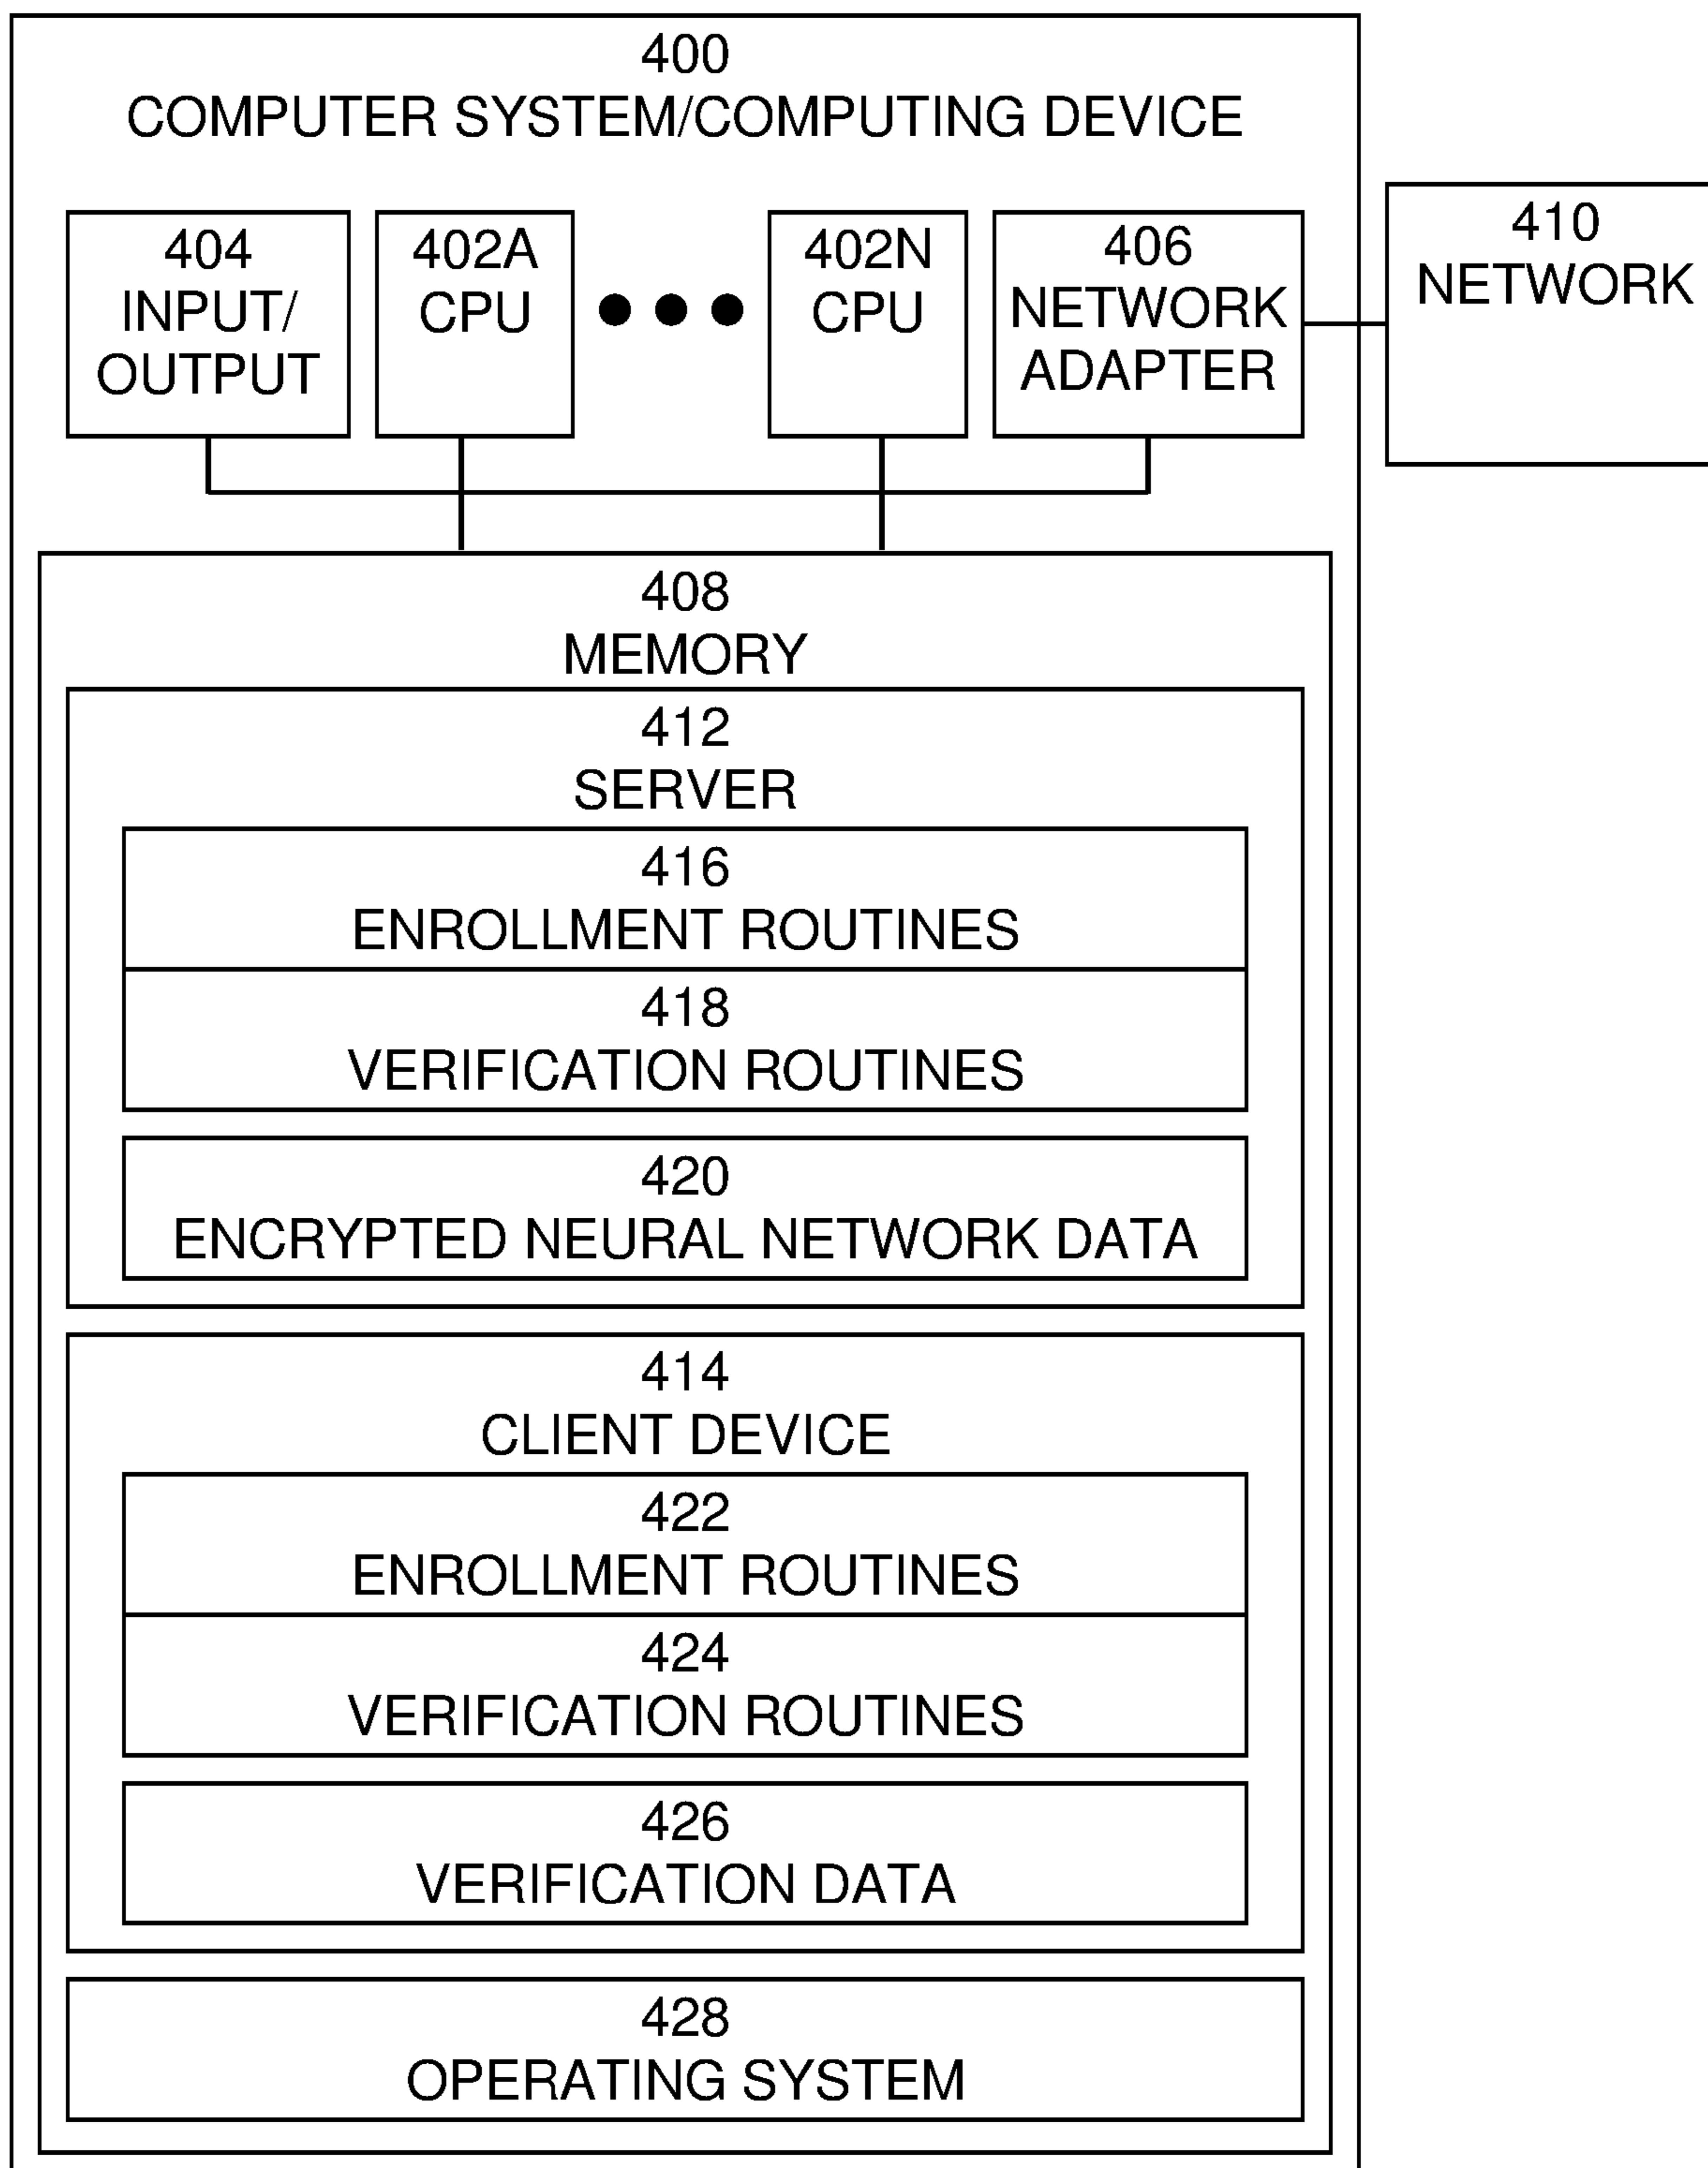 400
COMPUTER SYSTEM/COMPUTING DEVICE
404
INPUT/
OUTPUT
402A
CPU
402N
CPU
406
NETWORK
ADAPTER
410
NETWORK
408
MEMORY
412
SERVER
416
ENROLLMENT ROUTINES
418
VERIFICATION ROUTINES
420
ENCRYPTED NEURAL NETWORK DATA
414
CLIENT DEVICE
422
ENROLLMENT ROUTINES
424
VERIFICATION ROUTINES
426
VERIFICATION DATA
428
OPERATING SYSTEM